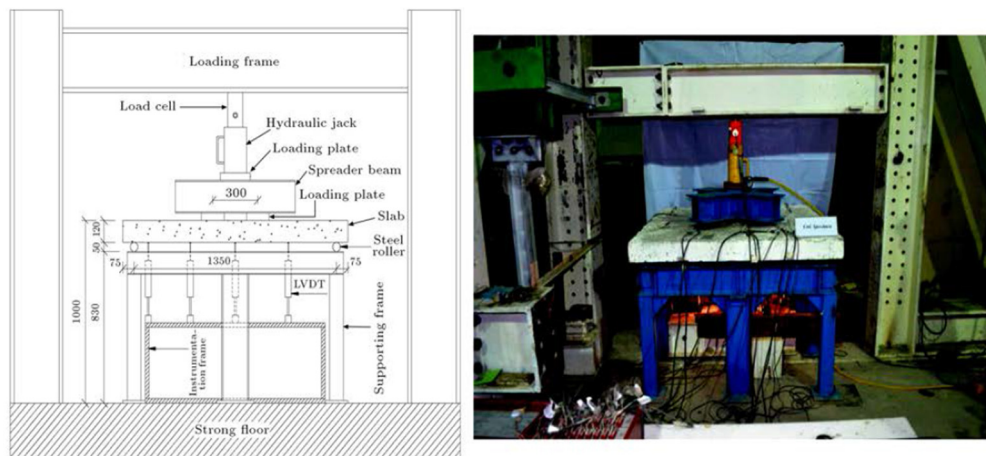 Loading frame
Load cell
Hydraulic jack
Loading plate
Spreader beam
300
Loading plate
Slab
120
50
Steel
roller
75
1350
75
LVDT
1000
830
Instrumenta-
tion frame
Supporting frame
Strong floor